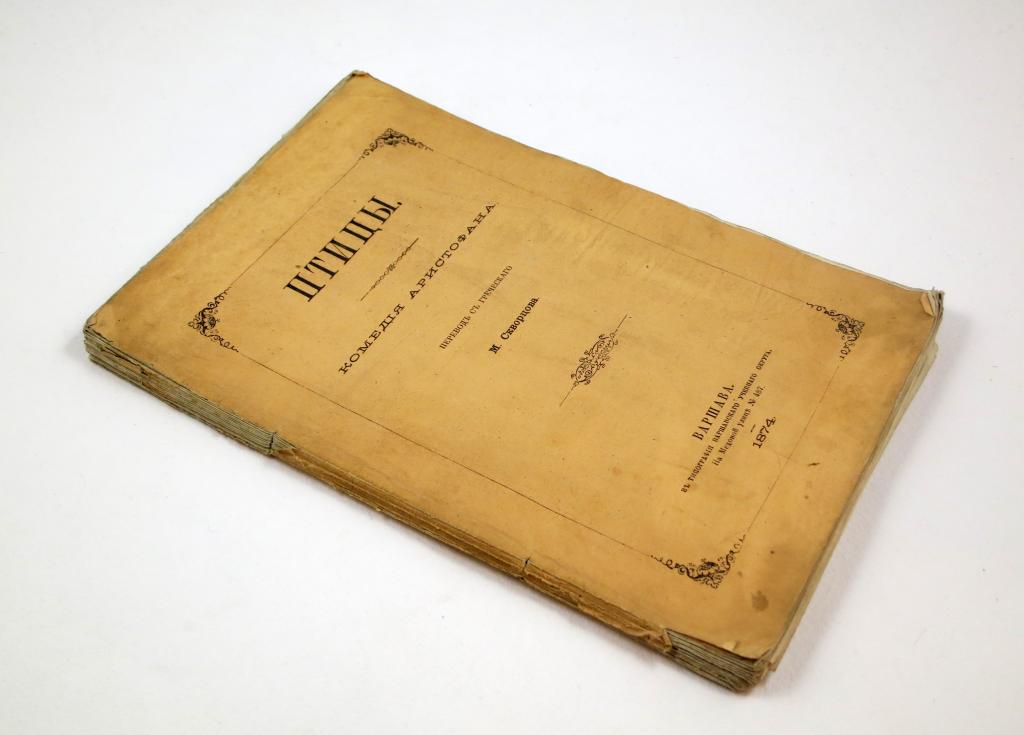 ПТИЦЫ.
КОМЕДІЯ АРИСТОФАНА
ПЕРЕВОДЪ СЪ ГРЕЧЕСКАГО
М. Скворцова
ВАРШАВА.
ВЪ ТИПОГРАФІИ ВАРШАВСКАГО УЧЕБНАГО ОКРУГА.
На Медовой улицѣ № 487.
1874